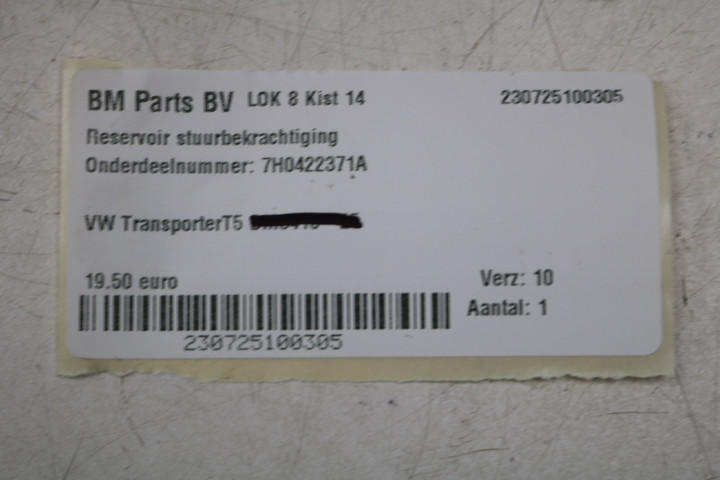 BM Parts BV LOK 8 Kist 14 230725100305
Reservoir stuurbekrachtiging
Onderdeelnummer: 7H0422371A
VW TransporterT5
19.50 euro Verz: 10
Aantal: 1
230725100305